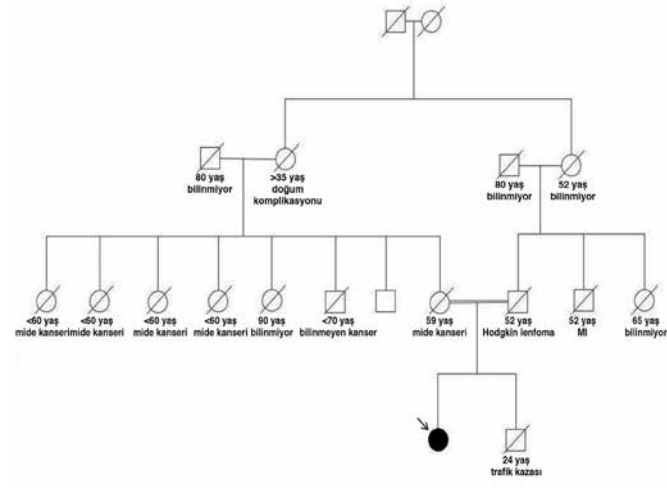 80 yaş
bilinmiyor
>35 yaş
doğum
komplikasyonu
80 yaş
bilinmiyor
52 yaş
bilinmiyor
<60 yaş
mide kanseri
<60 yaş
mide kanseri
<60 yaş
mide kanseri
<60 yaş
mide kanseri
90 yaş
bilinmiyor
<70 yaş
bilinmeyen kanser
59 yaş
mide kanseri
52 yaş
Hodgkin lenfoma
52 yaş
MI
65 yaş
bilinmiyor
24 yaş
trafik kazası